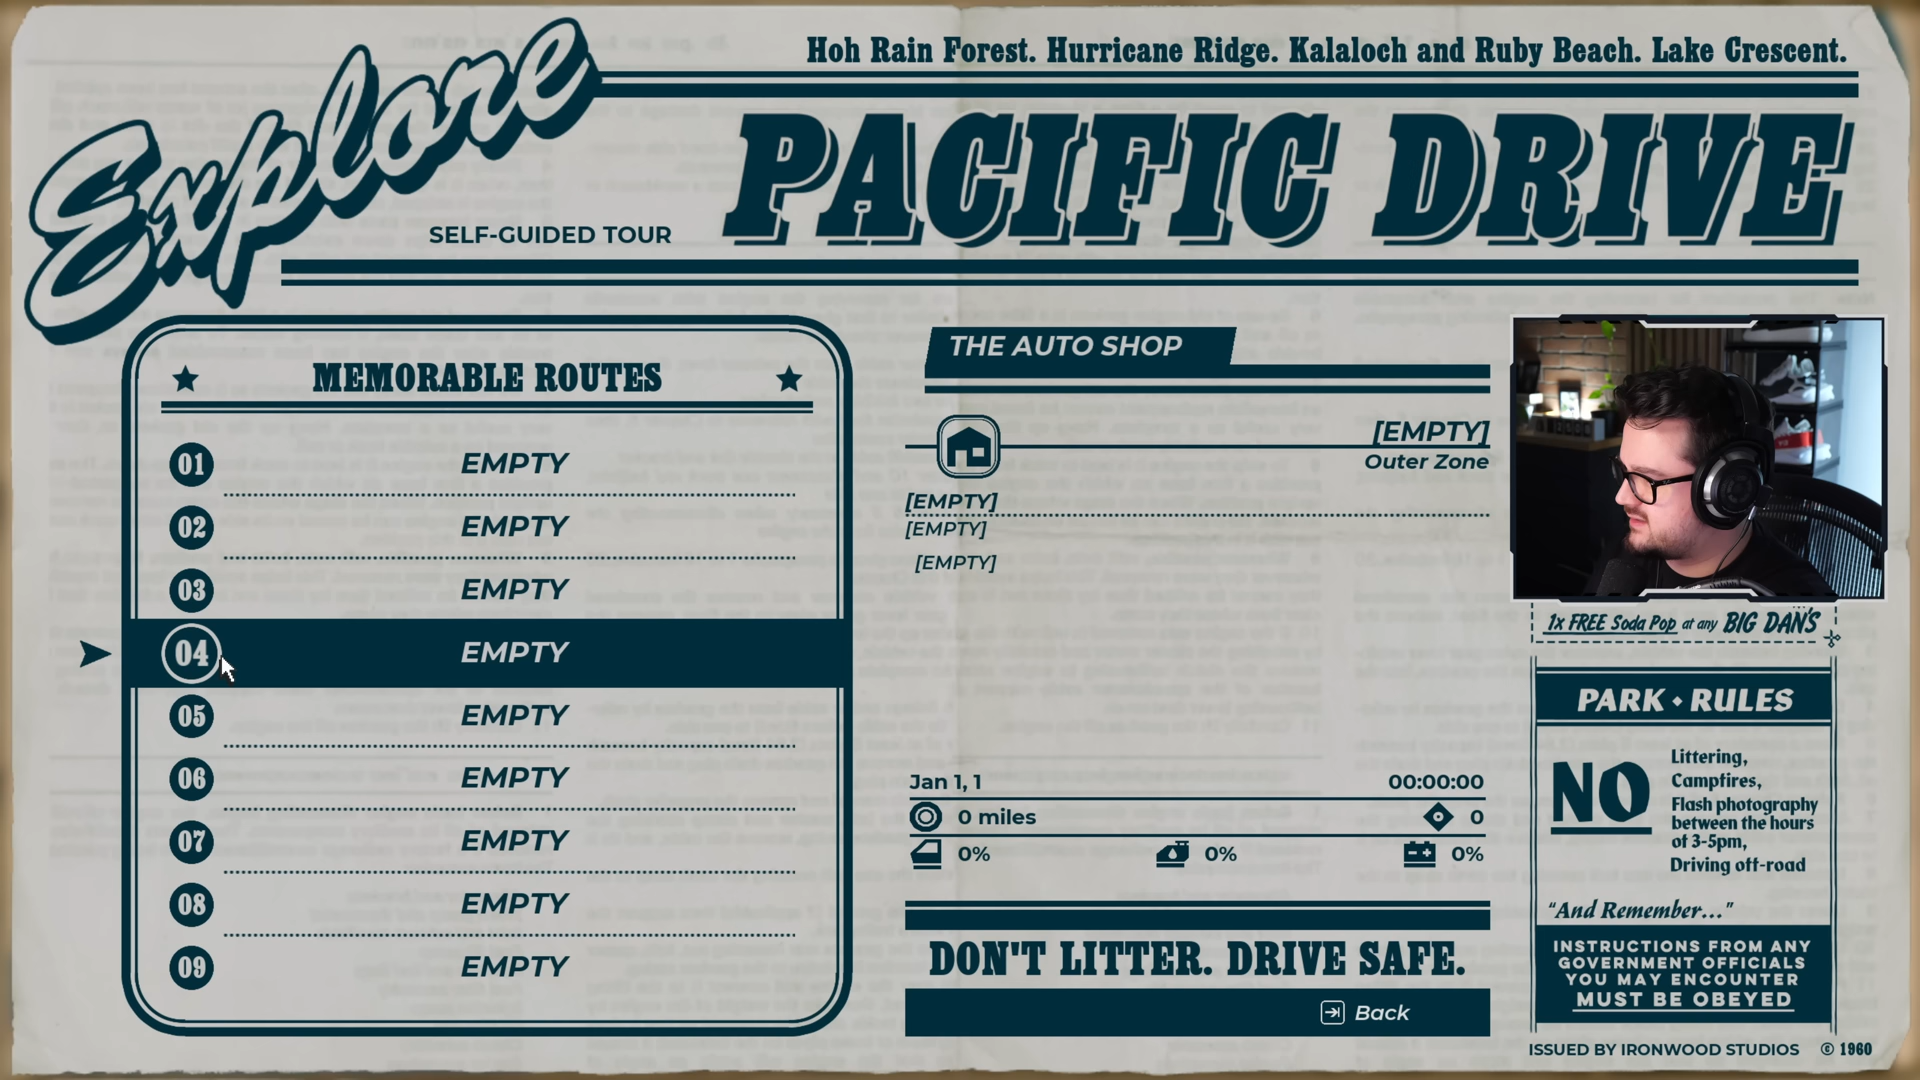 Explore
Hoh Rain Forest. Hurricane Ridge. Kalaloch and Ruby Beach. Lake Crescent.
SELF-GUIDED TOUR
PACIFIC DRIVE
MEMORABLE ROUTES
01 EMPTY
02 EMPTY
03 EMPTY
04 EMPTY
05 EMPTY
06 EMPTY
07 EMPTY
08 EMPTY
09 EMPTY
THE AUTO SHOP
[EMPTY]
Outer Zone
[EMPTY]
[EMPTY]
[EMPTY]
Jan 1, 1 00:00:00
0 miles 0
0% 0% 0%
DON'T LITTER. DRIVE SAFE.
Back
1x FREE Soda Pop at any BIG DAN'S
PARK • RULES
NO
Littering,
Campfires,
Flash photography
between the hours
of 3-5pm,
Driving off-road
"And Remember..."
INSTRUCTIONS FROM ANY
GOVERNMENT OFFICIALS
YOU MAY ENCOUNTER
MUST BE OBEYED
ISSUED BY IRONWOOD STUDIOS © 1960